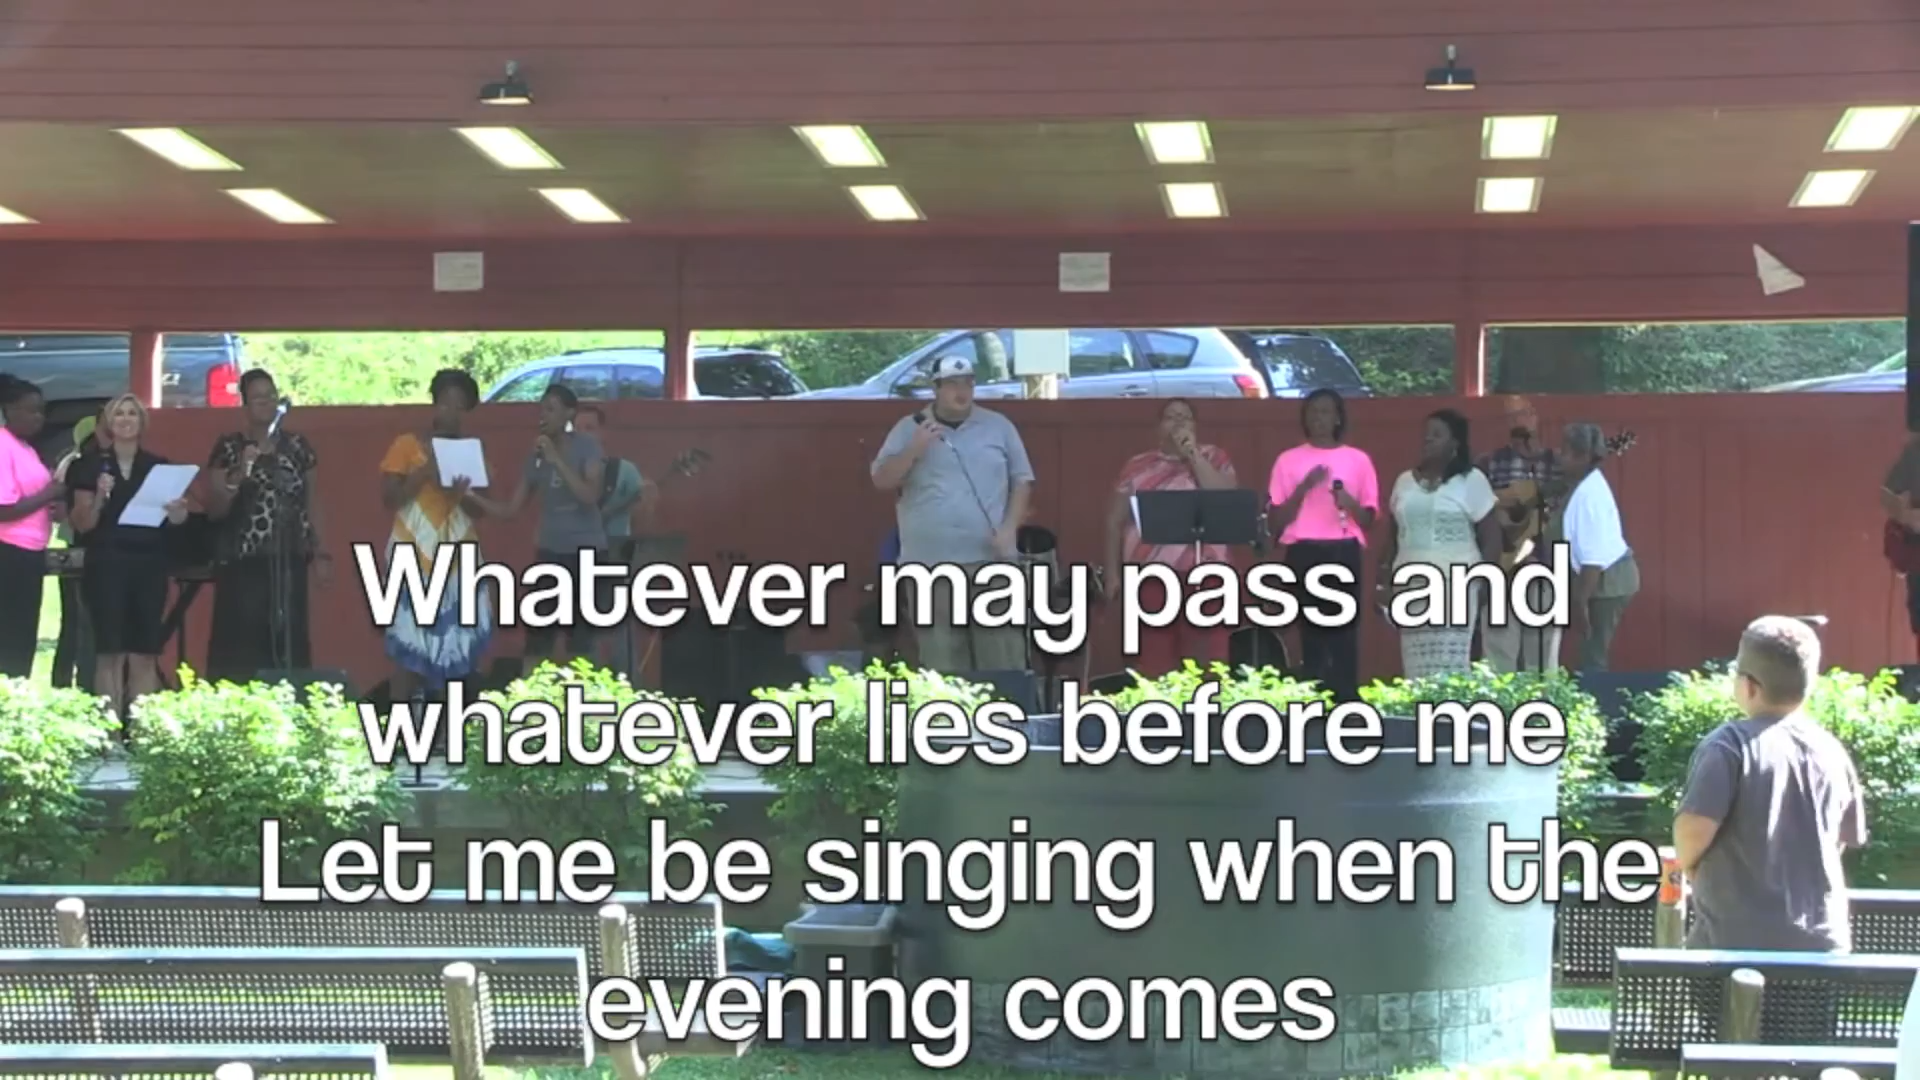 Whatever may pass and
whatever lies before me
Let me be singing when the
evening comes